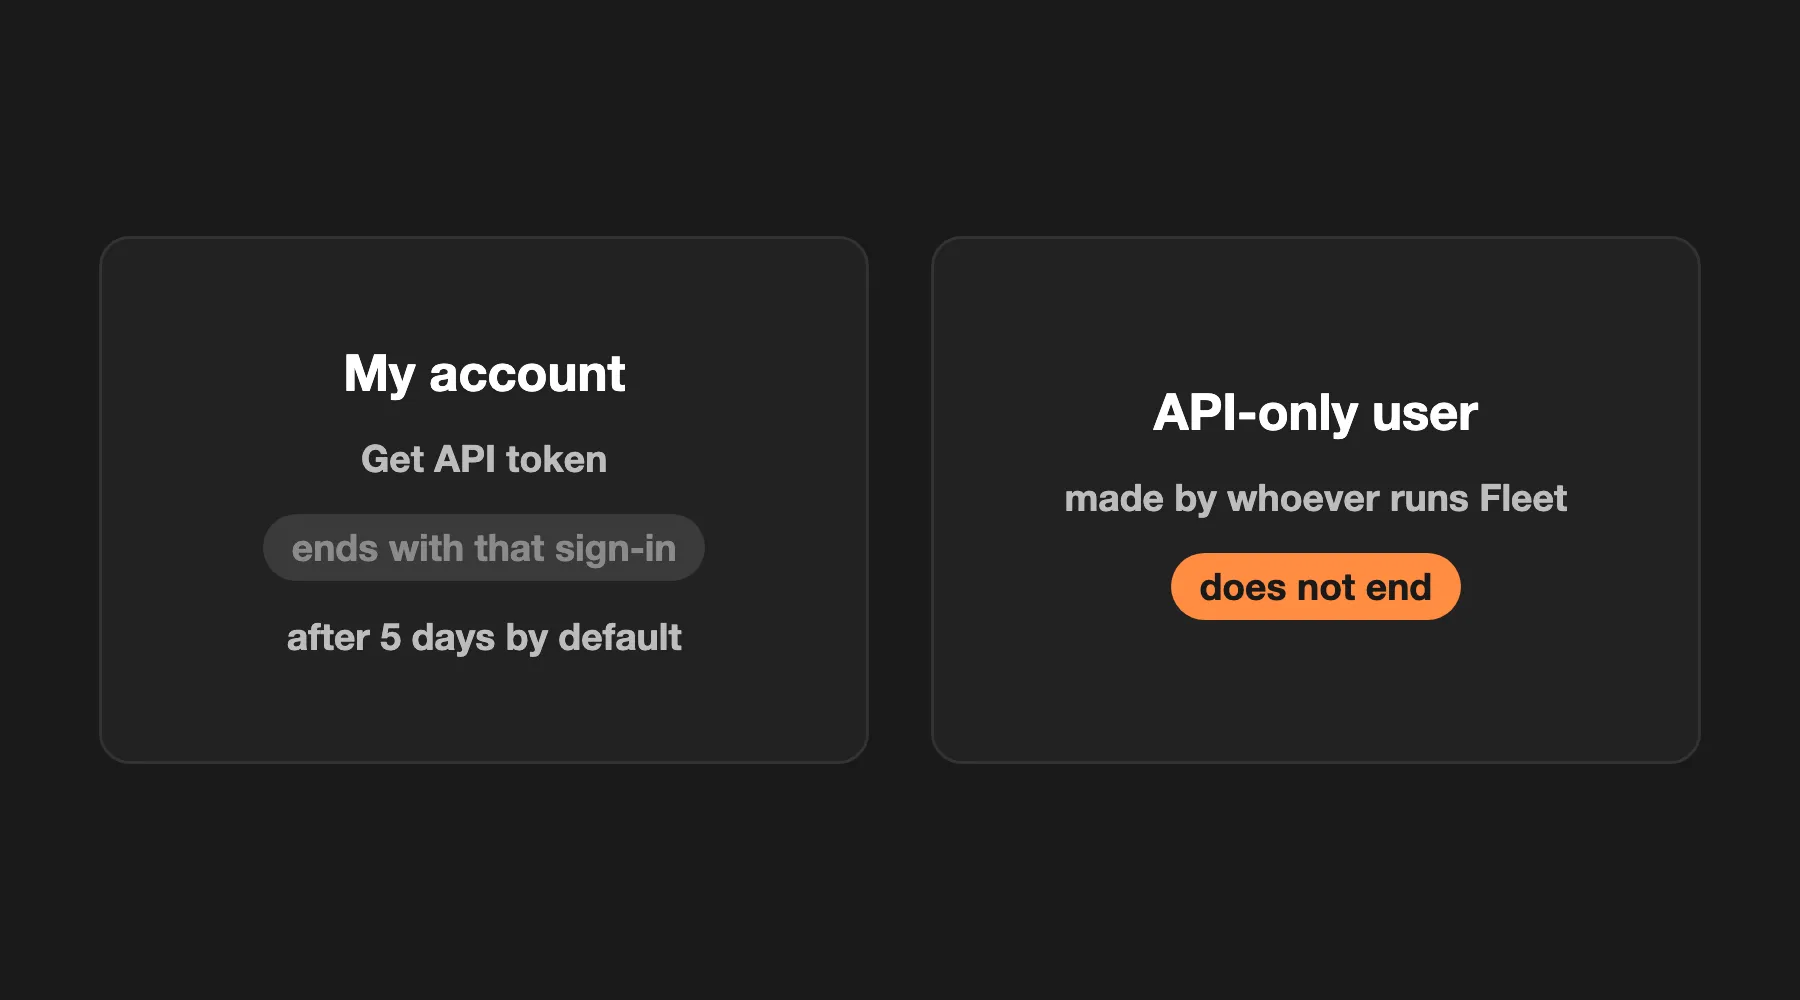 My account
Get API token
ends with that sign-in
after 5 days by default
API-only user
made by whoever runs Fleet
does not end